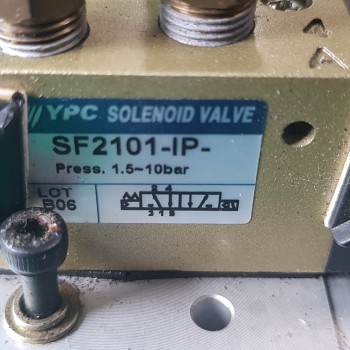 YPC SOLENOID VALVE
SF2101-IP-
Press. 1.5~10bar
LOT
B06
2 4
3 1 5